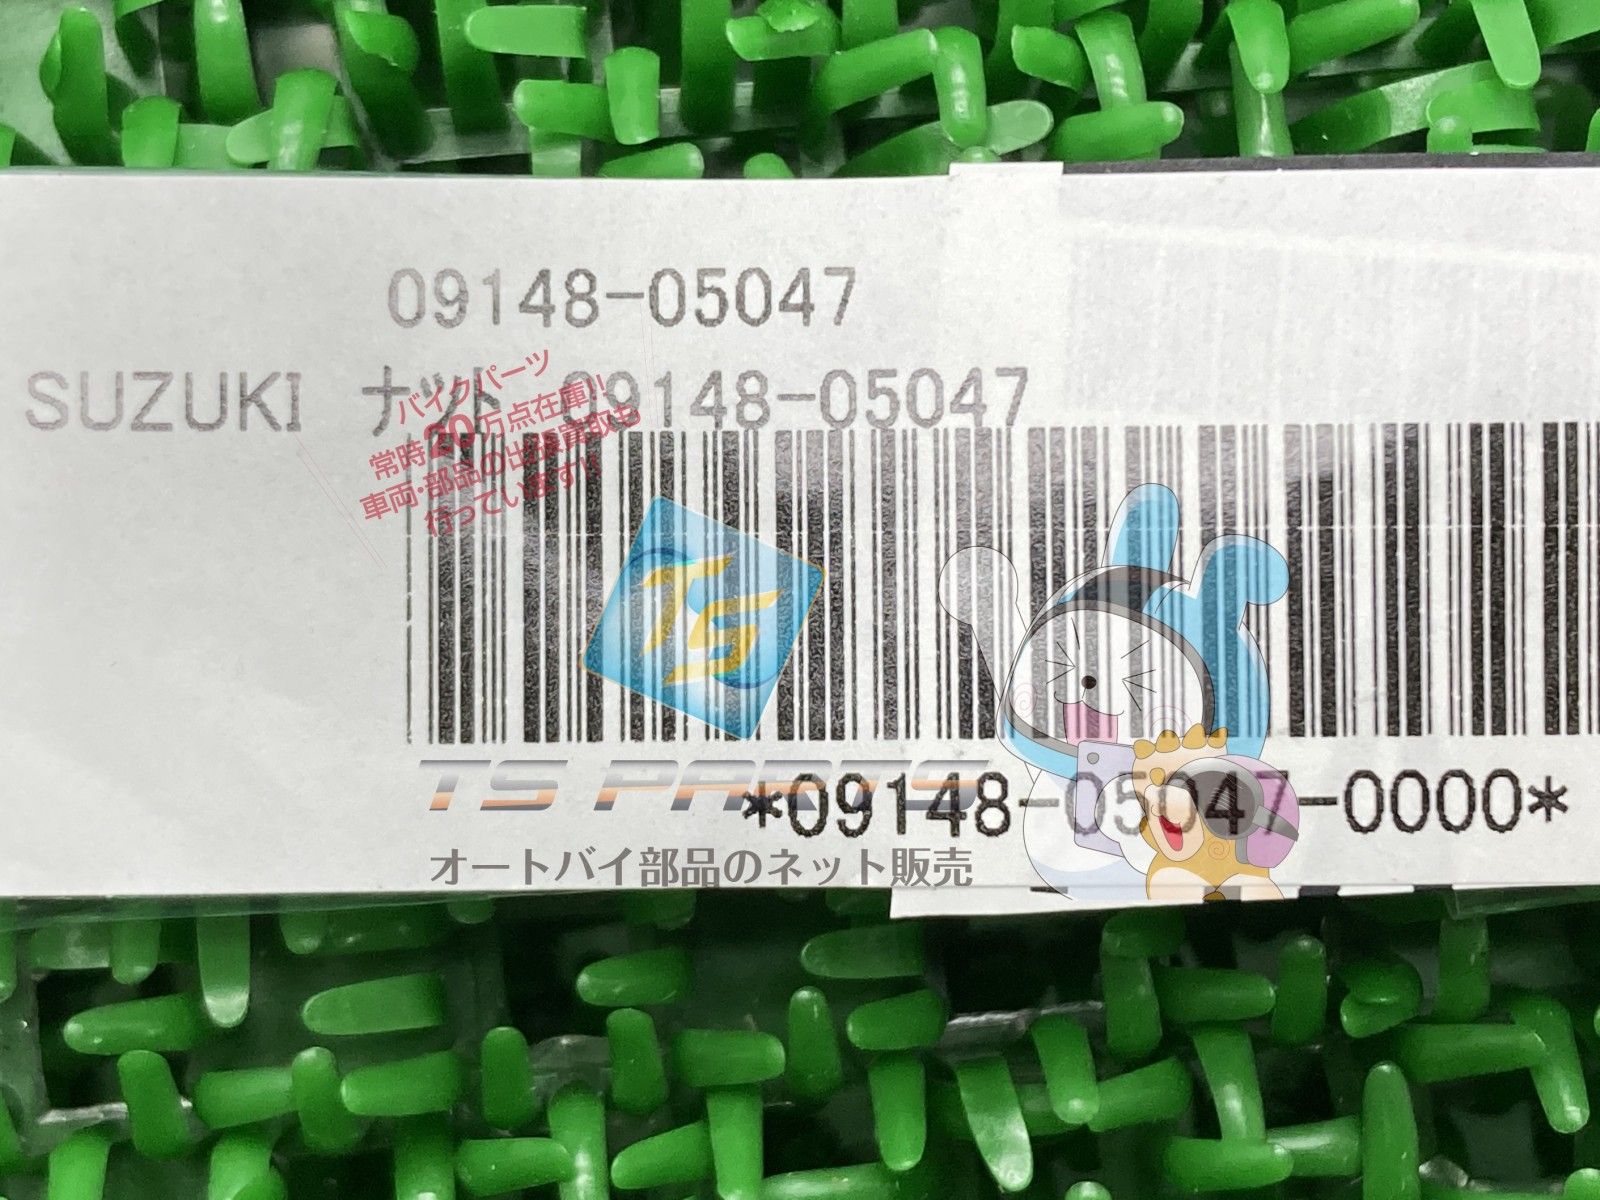 09148-05047
SUZUKI ナット 09148-05047
バイクパーツ
常時20万点在庫!!
車両・部品の出張買取も
行っています!!
TS
*09148-05047-0000*
TS PARTS
オートバイ部品のネット販売